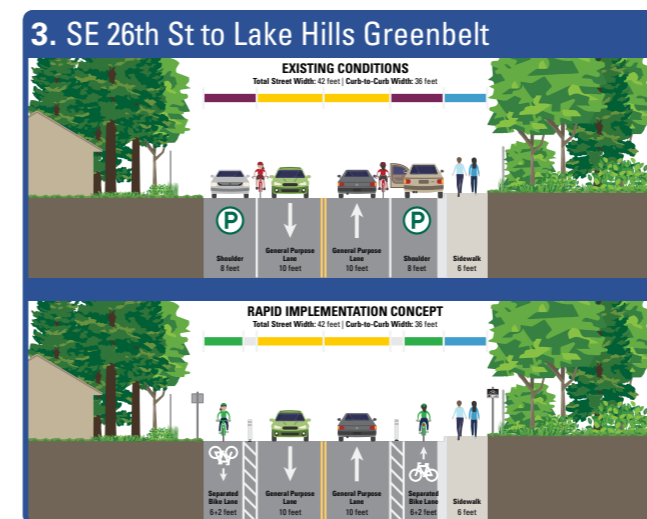 3. SE 26th St to Lake Hills Greenbelt
EXISTING CONDITIONS
Total Street Width: 42 feet | Curb-to-Curb Width: 36 feet
P
P
Shoulder
8 feet
General Purpose
Lane
10 feet
General Purpose
Lane
10 feet
Shoulder
8 feet
Sidewalk
6 feet
RAPID IMPLEMENTATION CONCEPT
Total Street Width: 42 feet | Curb-to-Curb Width: 36 feet
Separated
Bike Lane
6+2 feet
General Purpose
Lane
10 feet
General Purpose
Lane
10 feet
Separated
Bike Lane
6+2 feet
Sidewalk
6 feet